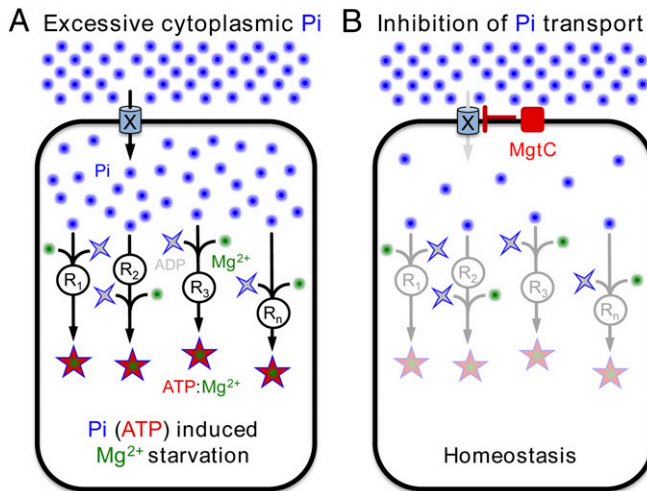 A Excessive cytoplasmic Pi
X
Pi
ADP
Mg2+
R1
R2
R3
Rn
ATP:Mg2+
Pi (ATP) induced
Mg2+ starvation
B Inhibition of Pi transport
X
MgtC
R1
R2
R3
Rn
Homeostasis